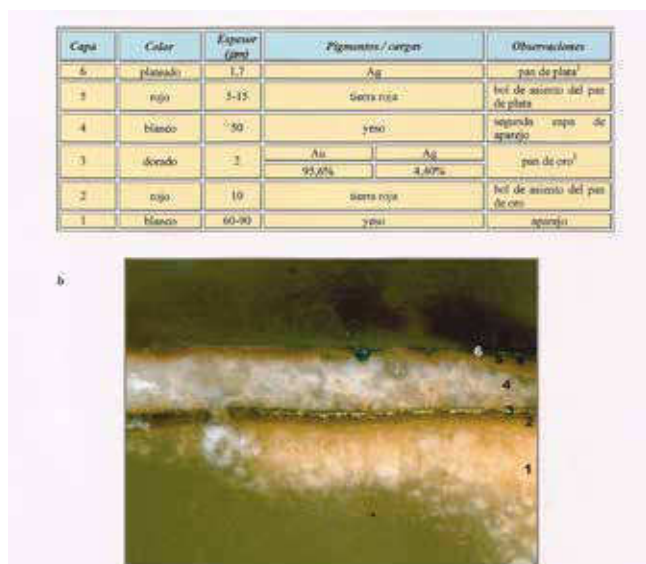 Capa Color Espesor (µm) Pigmentos / cargas Observaciones
6 plateado 1,7 Ag pan de plata²
5 rojo 5-15 tierra roja bol de asiento del pan de plata
4 blanco 50 yeso segunda capa de aparejo
3 dorado 2 Au Ag pan de oro²
95,6% 4,40%
2 rojo 10 tierra roja bol de asiento del pan de oro
1 blanco 60-90 yeso aparejo
b
6
5
4
3
2
1